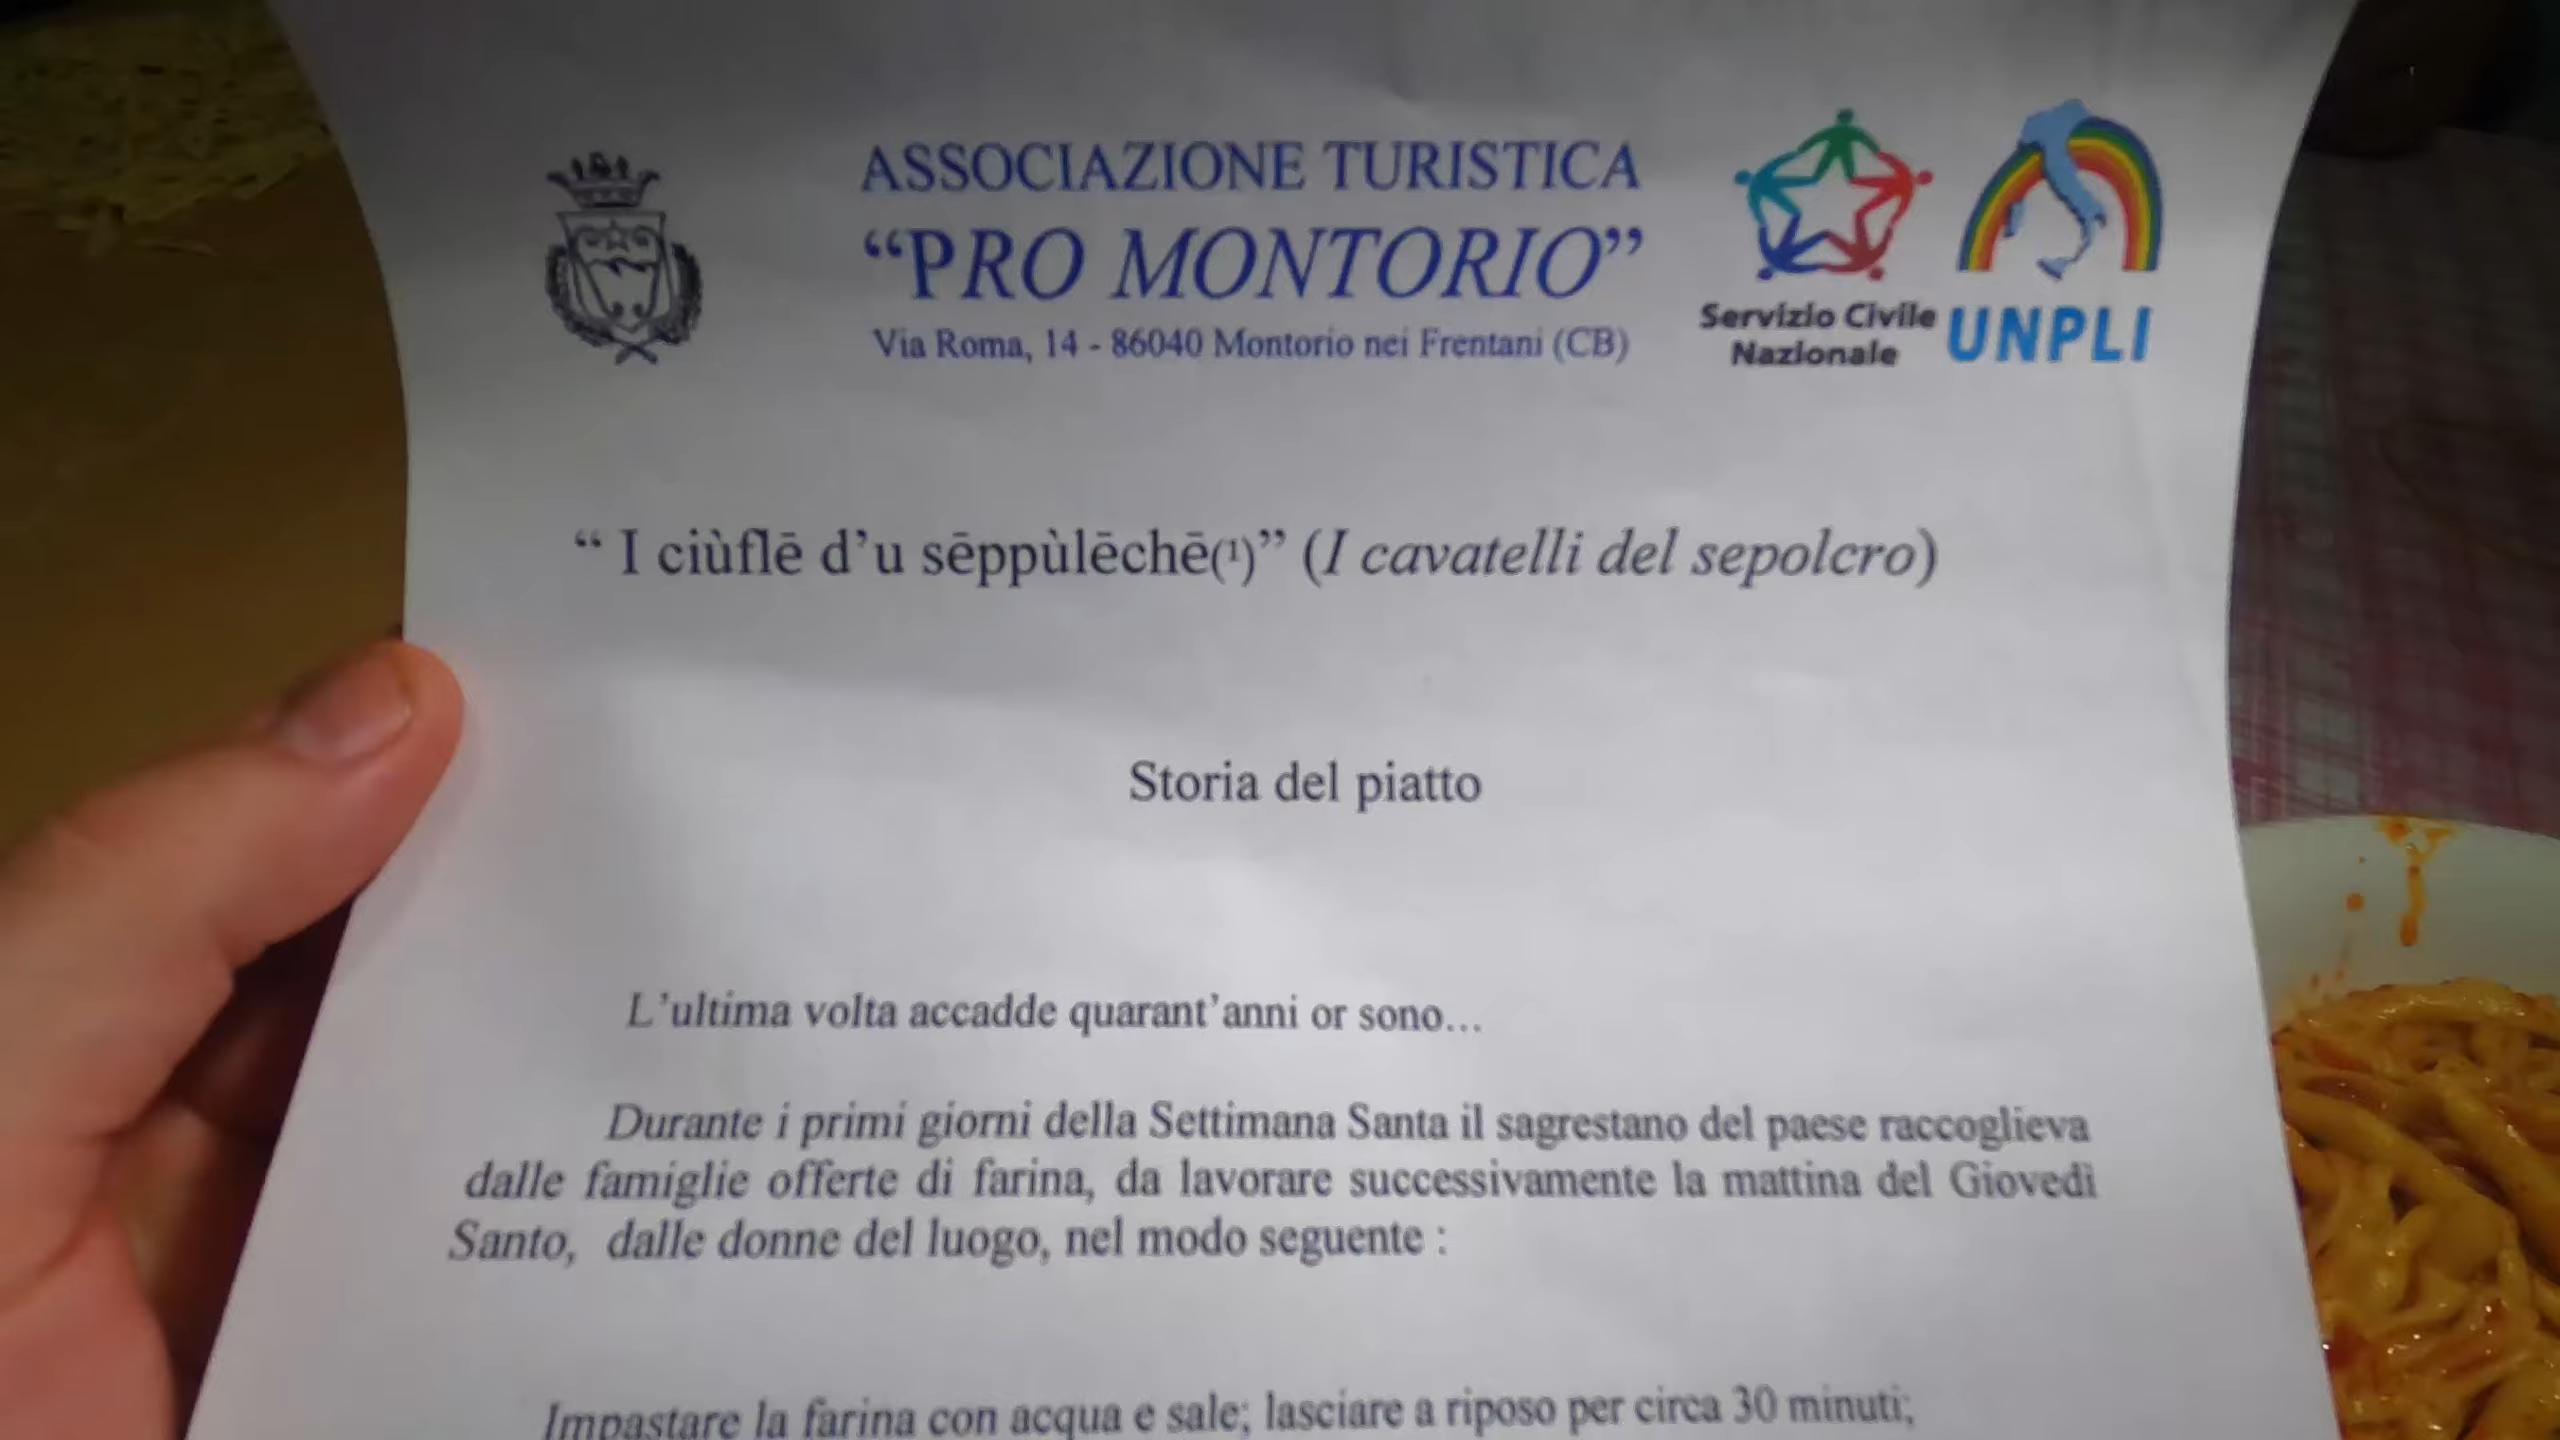 ASSOCIAZIONE TURISTICA
“PRO MONTORIO”
Via Roma, 14 - 86040 Montorio nei Frentani (CB)
Servizio Civile
Nazionale
UNPLI
“ I ciùflē d’u sēppùlēchē(¹)” (I cavatelli del sepolcro)
Storia del piatto
L’ultima volta accadde quarant’anni or sono...
Durante i primi giorni della Settimana Santa il sagrestano del paese raccoglieva
dalle famiglie offerte di farina, da lavorare successivamente la mattina del Giovedì
Santo, dalle donne del luogo, nel modo seguente :
Impastare la farina con acqua e sale; lasciare a riposo per circa 30 minuti;